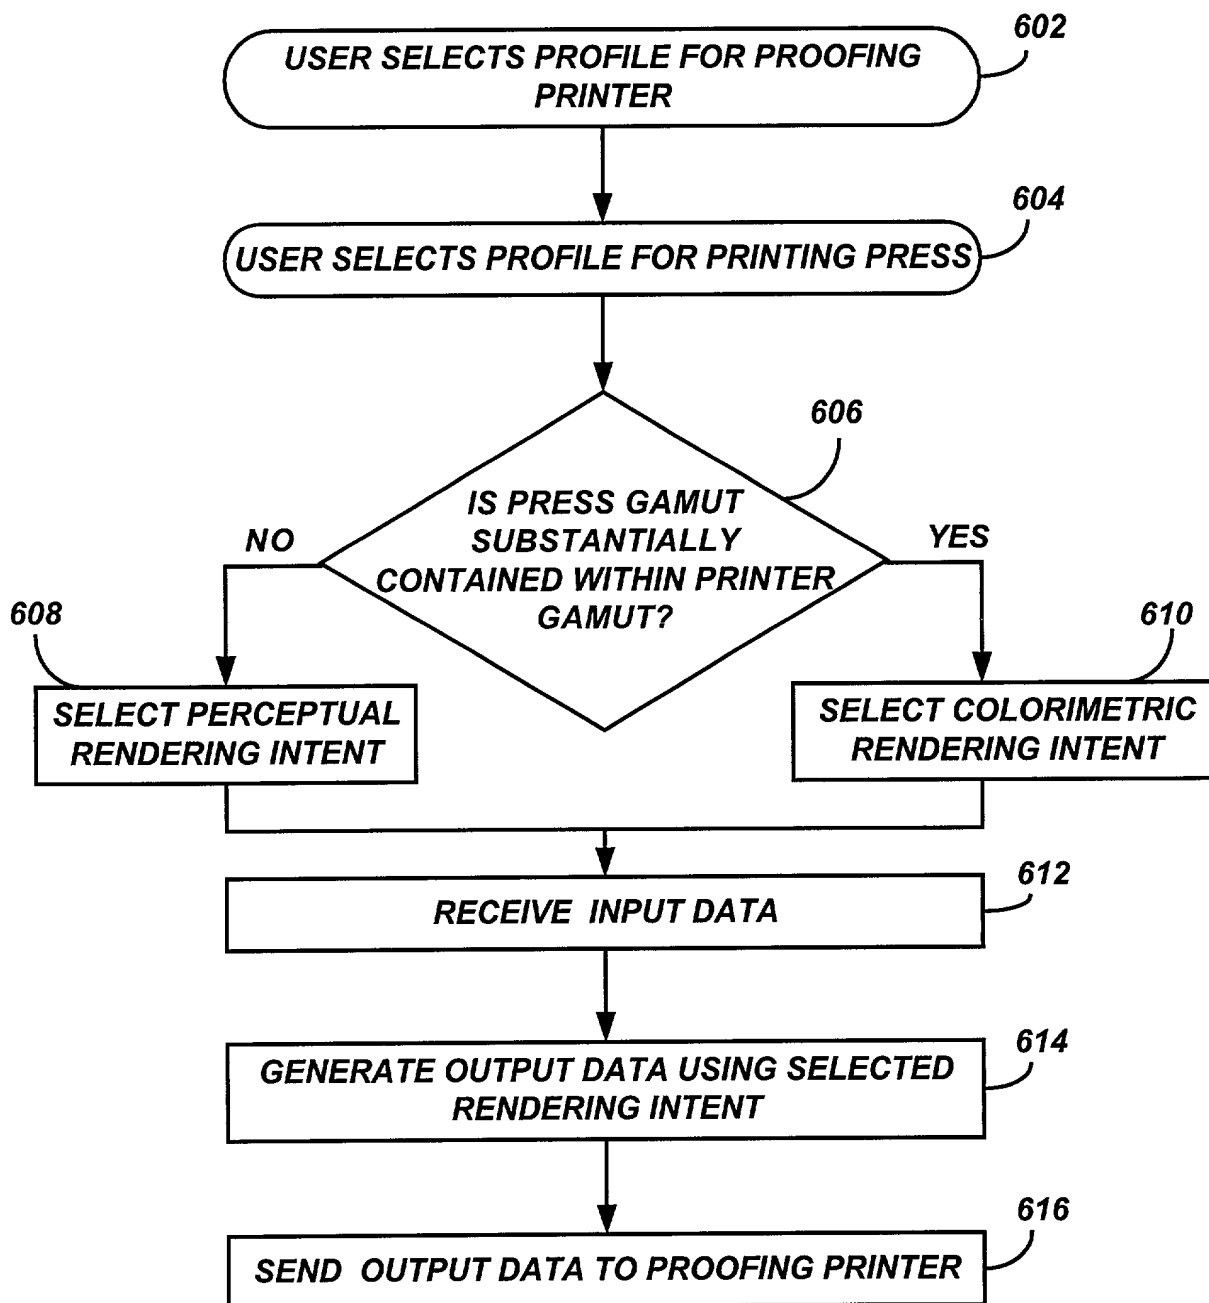 602
USER SELECTS PROFILE FOR PROOFING
PRINTER
604
USER SELECTS PROFILE FOR PRINTING PRESS
606
IS PRESS GAMUT
SUBSTANTIALLY
CONTAINED WITHIN PRINTER
GAMUT?
NO
YES
608
SELECT PERCEPTUAL
RENDERING INTENT
610
SELECT COLORIMETRIC
RENDERING INTENT
612
RECEIVE INPUT DATA
614
GENERATE OUTPUT DATA USING SELECTED
RENDERING INTENT
616
SEND OUTPUT DATA TO PROOFING PRINTER